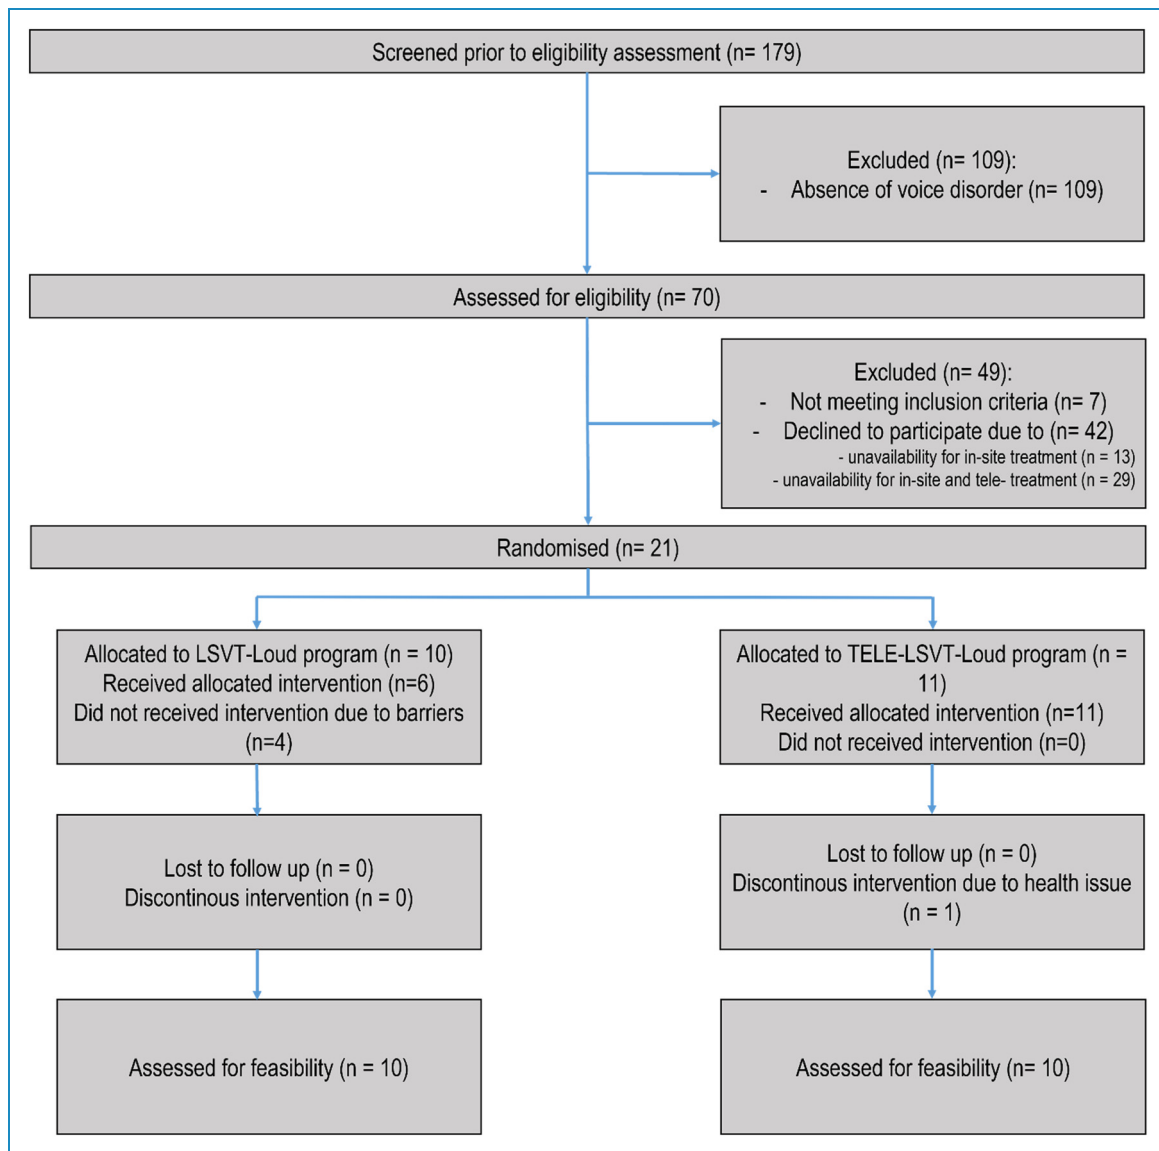 Screened prior to eligibility assessment (n= 179)
Excluded (n= 109):
- Absence of voice disorder (n= 109)
Assessed for eligibility (n= 70)
Excluded (n= 49):
- Not meeting inclusion criteria (n= 7)
- Declined to participate due to (n= 42)
- unavailability for in-site treatment (n = 13)
- unavailability for in-site and tele- treatment (n = 29)
Randomised (n= 21)
Allocated to LSVT-Loud program (n = 10)
Received allocated intervention (n=6)
Did not received intervention due to barriers
(n=4)
Allocated to TELE-LSVT-Loud program (n =
11)
Received allocated intervention (n=11)
Did not received intervention (n=0)
Lost to follow up (n = 0)
Discontinous intervention (n = 0)
Lost to follow up (n = 0)
Discontinous intervention due to health issue
(n = 1)
Assessed for feasibility (n = 10)
Assessed for feasibility (n= 10)